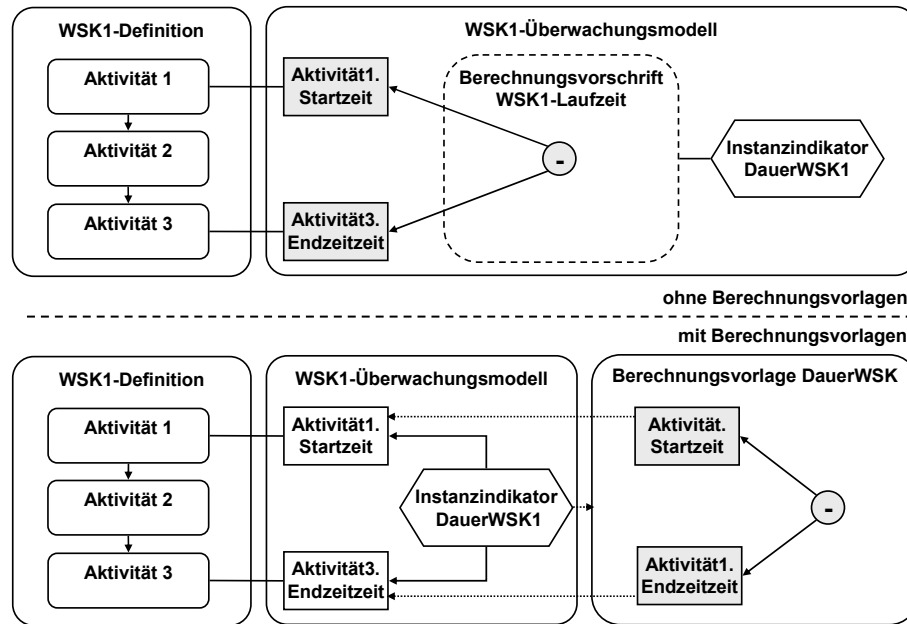 WSK1-Definition
Aktivität 1
Aktivität 2
Aktivität 3
WSK1-Überwachungsmodell
Aktivität1.
Startzeit
Aktivität3.
Endzeitzeit
Berechnungsvorschrift
WSK1-Laufzeit
-
Instanzindikator
DauerWSK1
ohne Berechnungsvorlagen
mit Berechnungsvorlagen
WSK1-Definition
Aktivität 1
Aktivität 2
Aktivität 3
WSK1-Überwachungsmodell
Aktivität1.
Startzeit
Instanzindikator
DauerWSK1
Aktivität3.
Endzeitzeit
Berechnungsvorlage DauerWSK
Aktivität.
Startzeit
-
Aktivität1.
Endzeitzeit